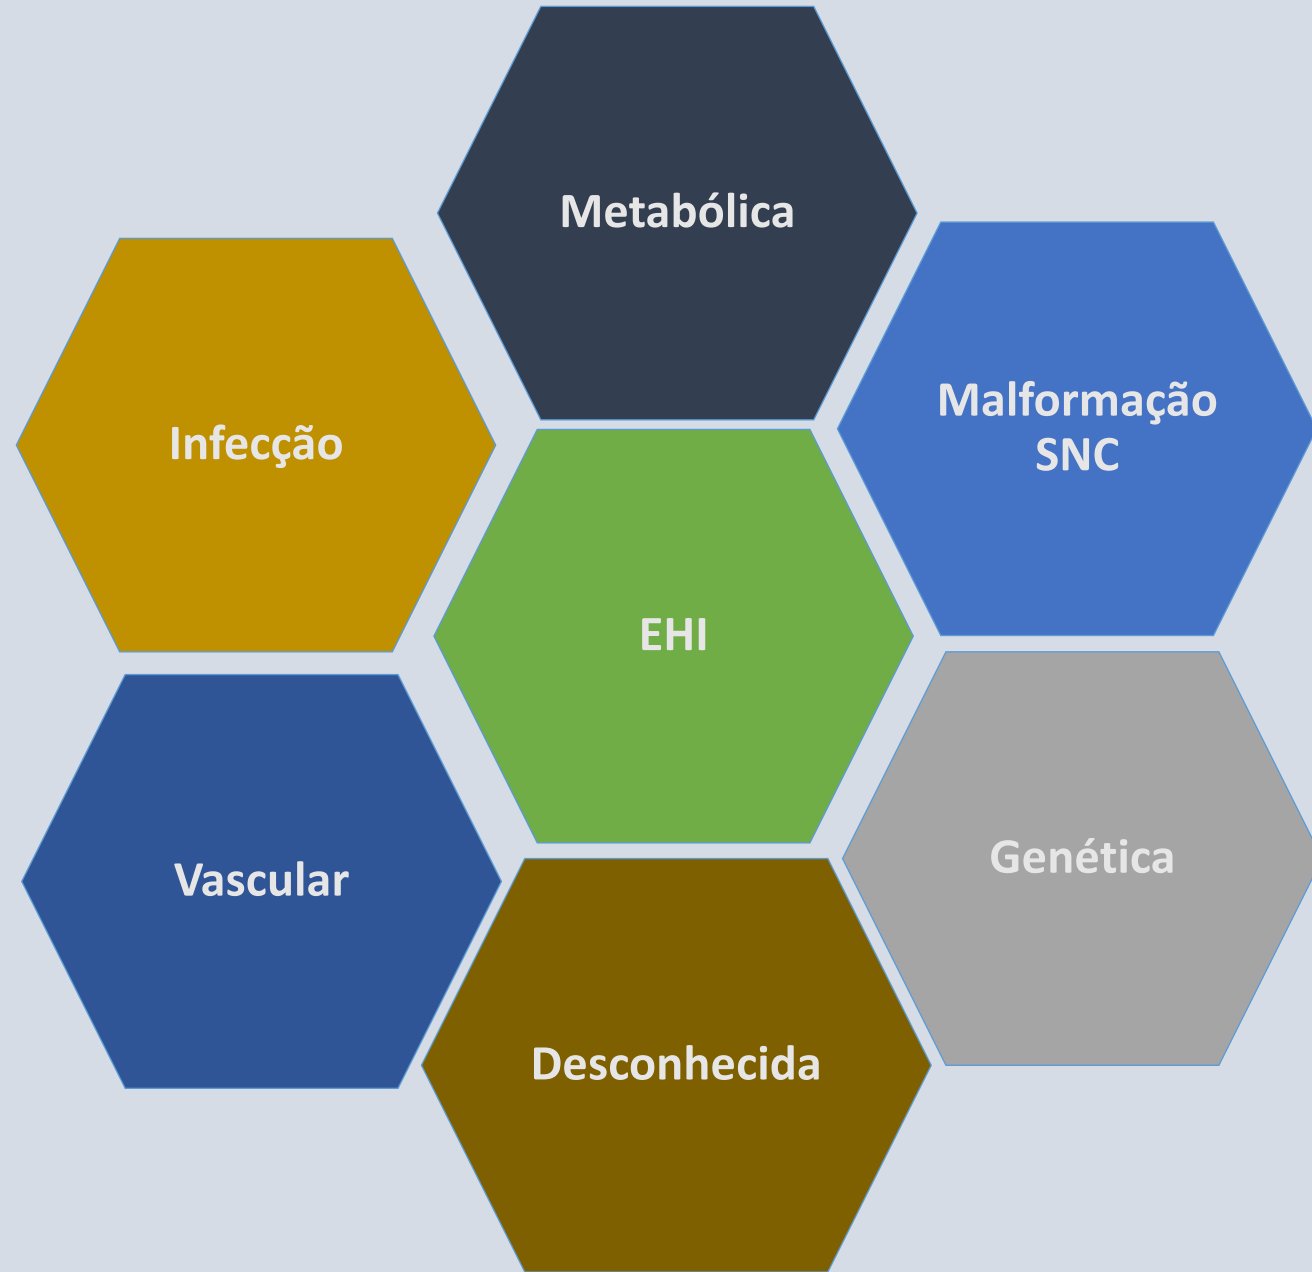 Metabólica
Malformação
SNC
Infecção
EHI
Genética
Vascular
Desconhecida